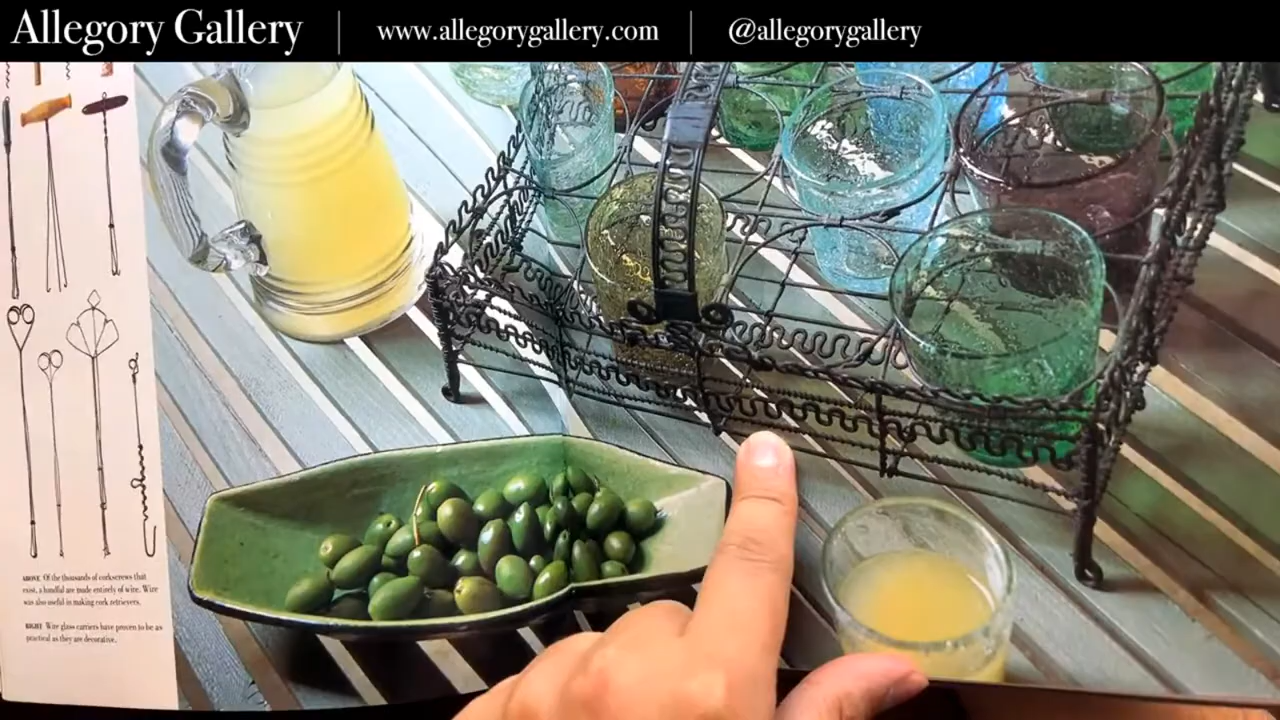 Allegory Gallery
www.allegorygallery.com
@allegorygallery
ABOVE Of the thousands of corkscrews that
exist, a handful are made entirely of wire. Wire
was also useful in making cork retrievers.
RIGHT Wire glass carriers have proven to be as
practical as they are decorative.